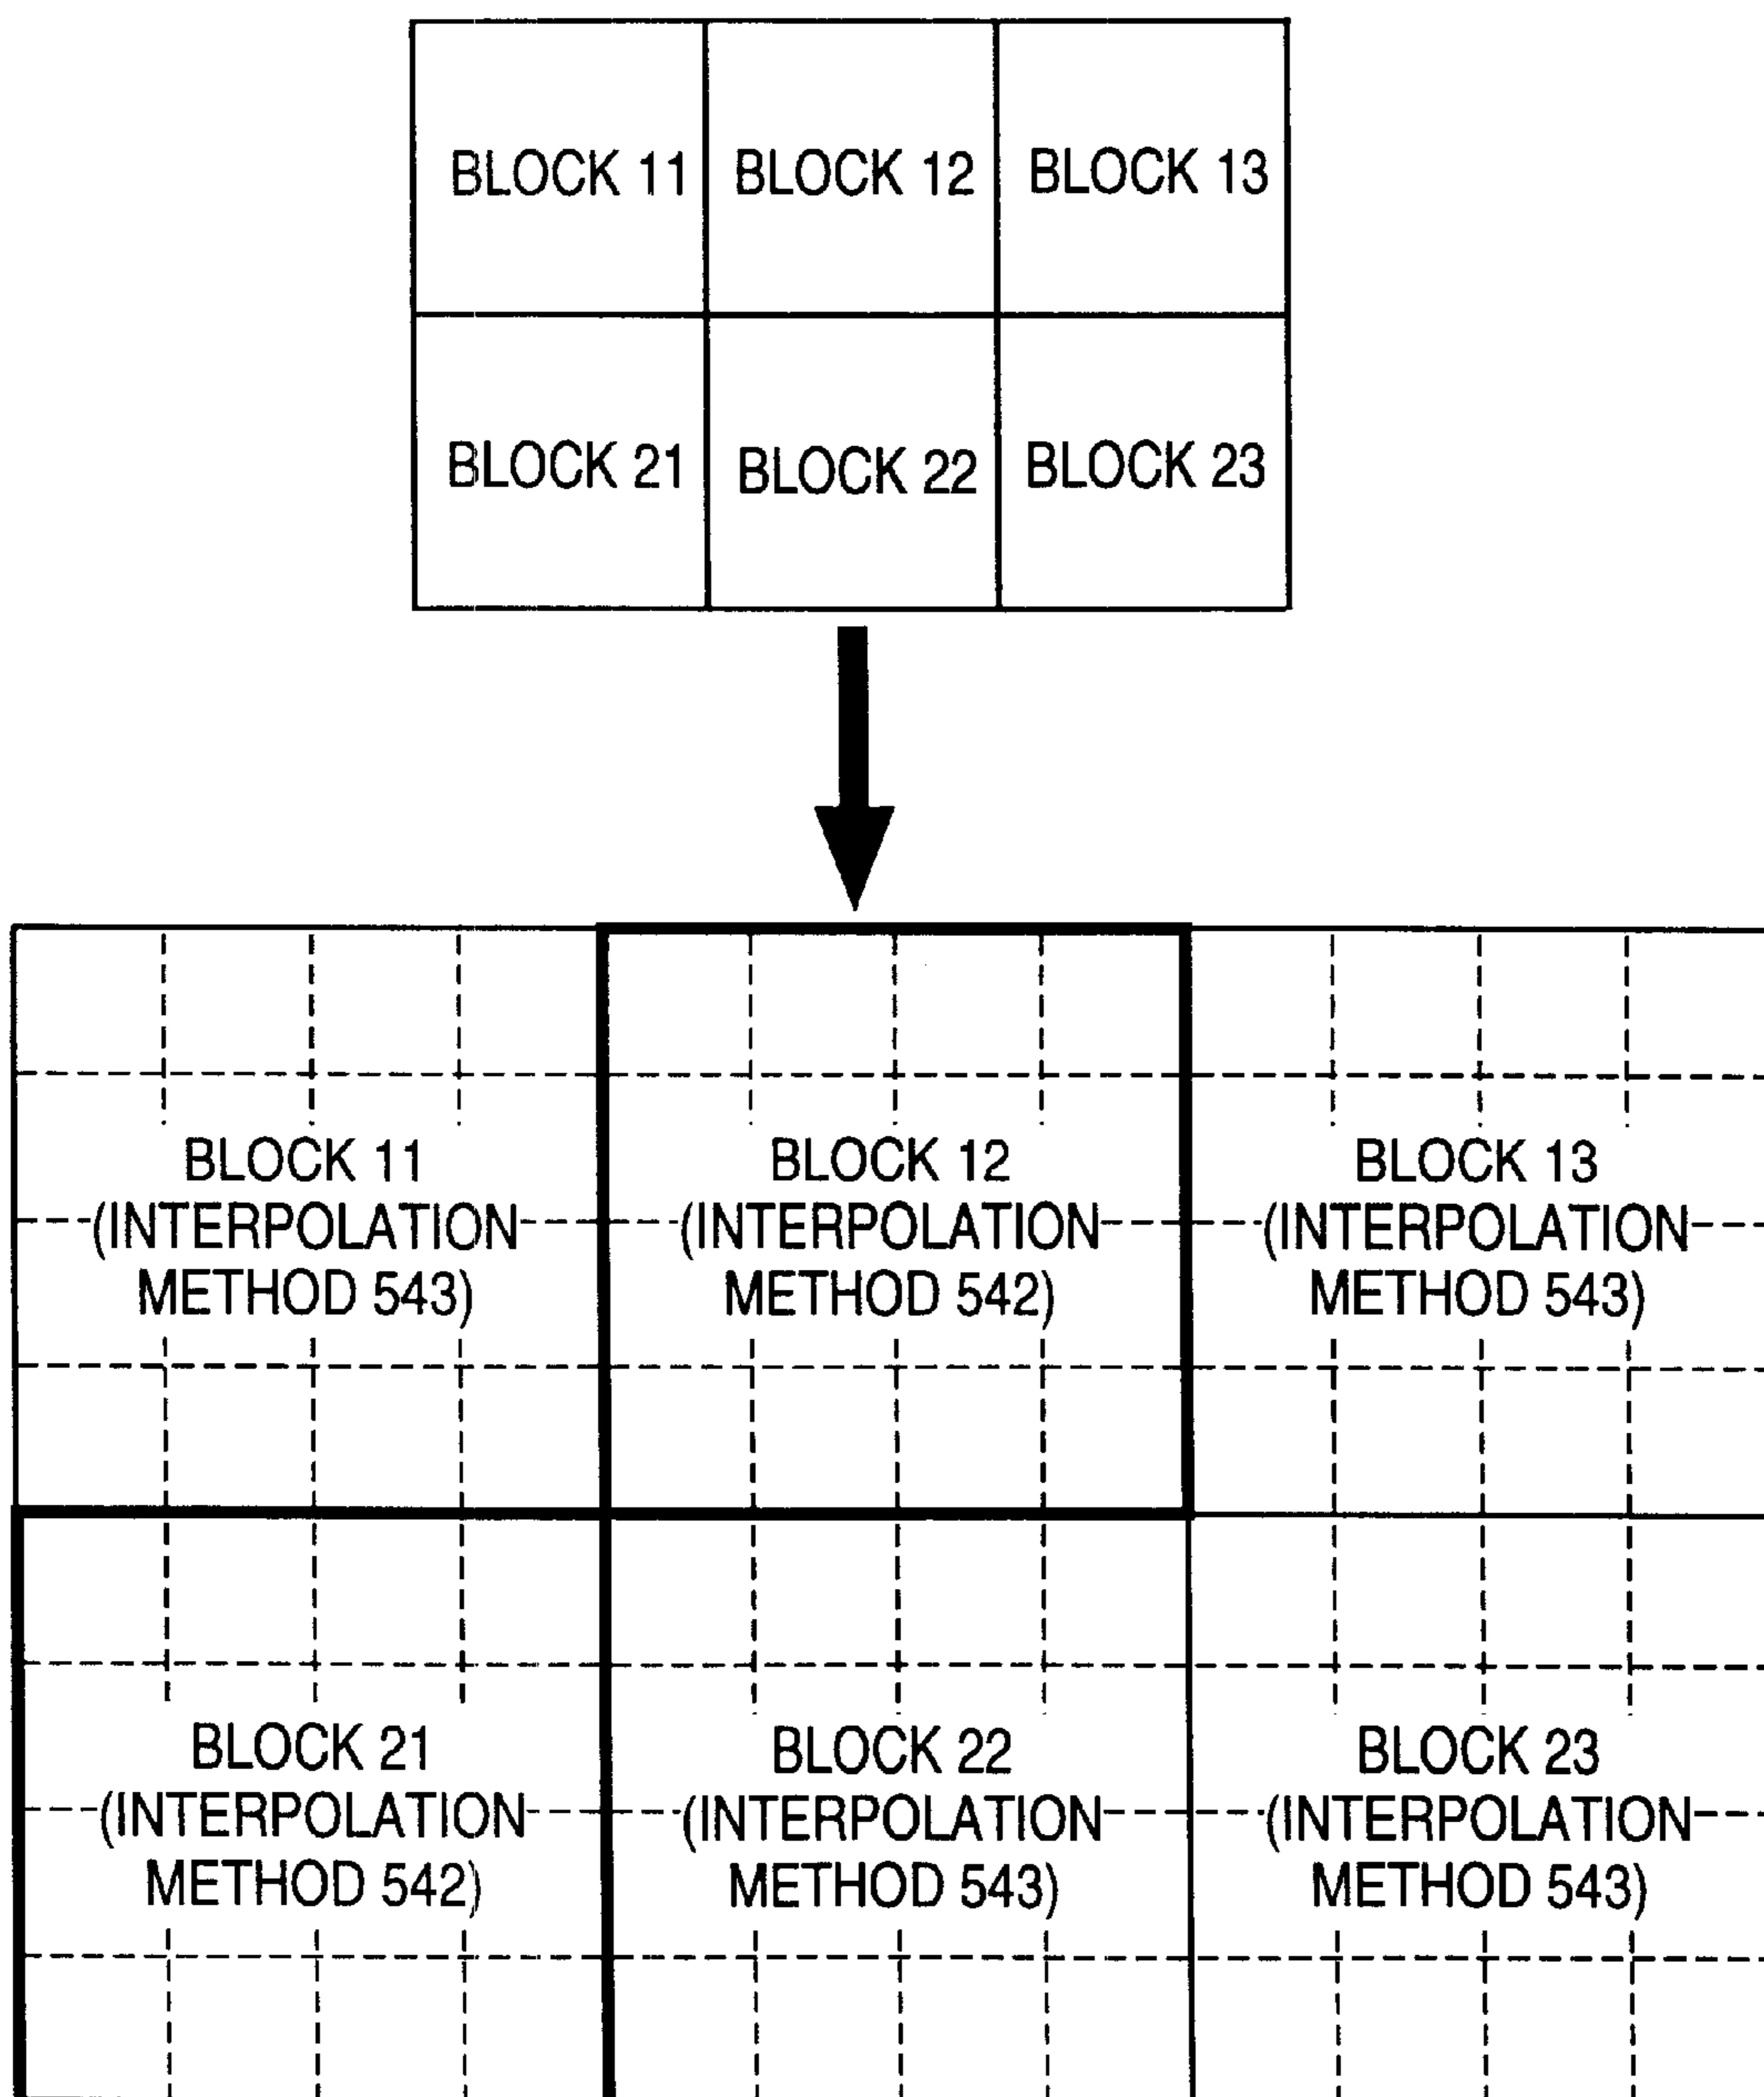 BLOCK 11 BLOCK 12 BLOCK 13
BLOCK 21 BLOCK 22 BLOCK 23
BLOCK 11
(INTERPOLATION
METHOD 543)
BLOCK 12
(INTERPOLATION
METHOD 542)
BLOCK 13
(INTERPOLATION
METHOD 543)
BLOCK 21
(INTERPOLATION
METHOD 542)
BLOCK 22
(INTERPOLATION
METHOD 543)
BLOCK 23
(INTERPOLATION
METHOD 543)